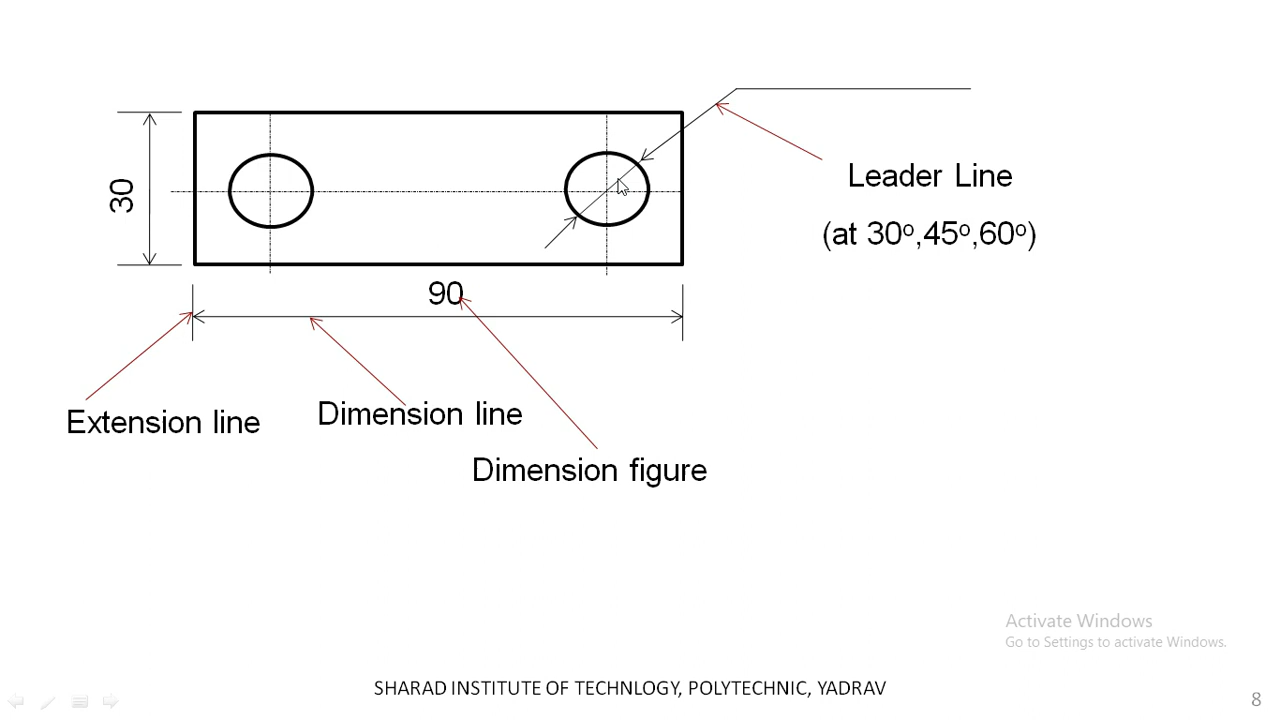 30
Leader Line
(at 30º,45º,60º)
90
Extension line
Dimension line
Dimension figure
Activate Windows
Go to Settings to activate Windows.
SHARAD INSTITUTE OF TECHNLOGY, POLYTECHNIC, YADRAV
8